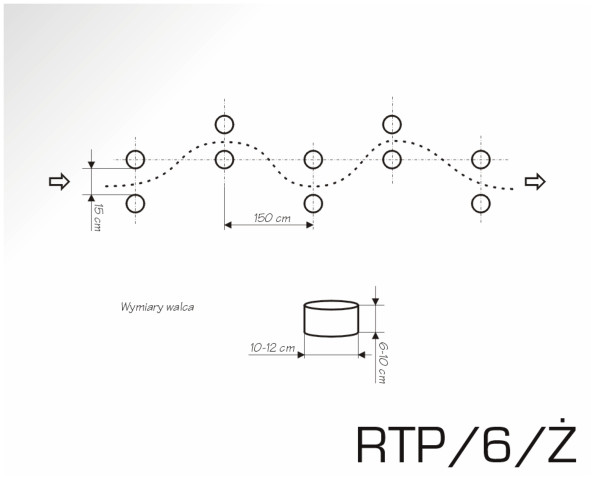 15 cm
150 cm
Wymiary walca
10-12 cm
6-10 cm
RTP/6/Ż